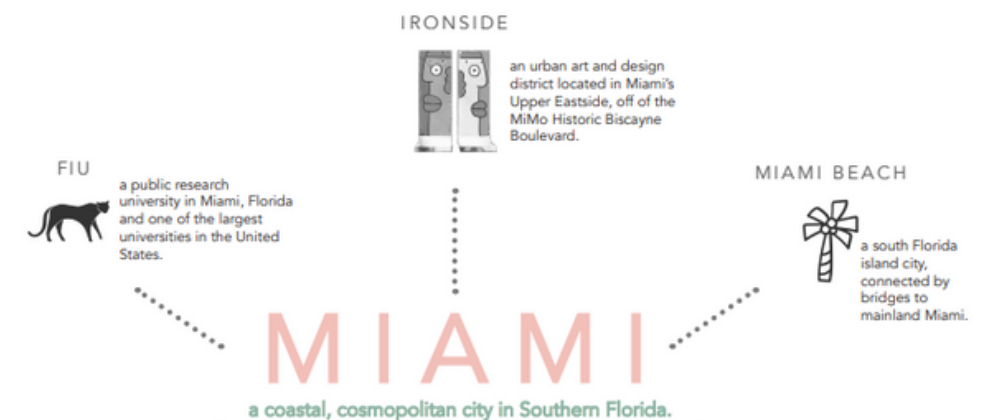 IRONSIDE
an urban art and design
district located in Miami's
Upper Eastside, off of the
MiMo Historic Biscayne
Boulevard.
FIU
a public research
university in Miami, Florida
and one of the largest
universities in the United
States.
MIAMI BEACH
a south Florida
island city,
connected by
bridges to
mainland Miami.
MIAMI
a coastal, cosmopolitan city in Southern Florida.